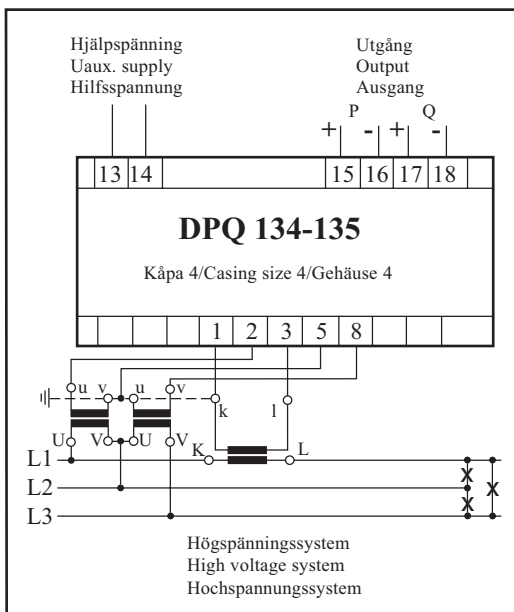 Hjälpspänning
Uaux. supply
Hilfsspannung
Utgång
Output
Ausgang
P Q
+ - + -
13 14 15 16 17 18
DPQ 134-135
Kåpa 4/Casing size 4/Gehäuse 4
1 2 3 5 8
u v u v
k l
U V U V K L
L1
L2
L3
X
X X
Högspänningssystem
High voltage system
Hochspannungssystem